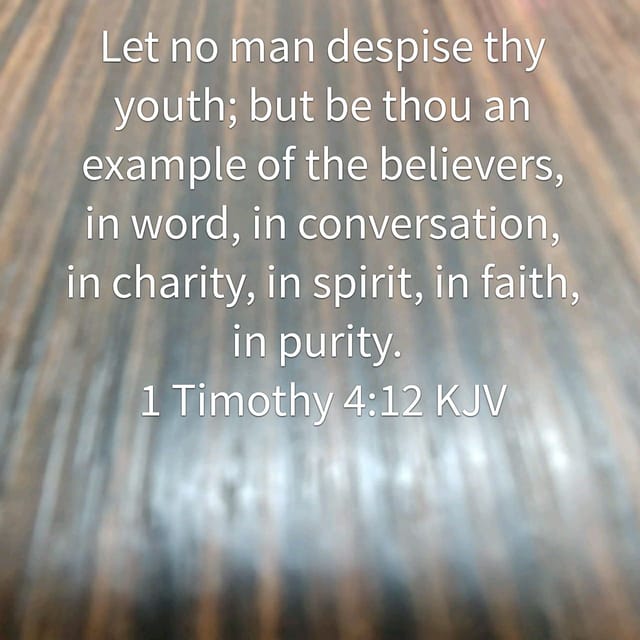 Let no man despise thy
youth; but be thou an
example of the believers,
in word, in conversation,
in charity, in spirit, in faith,
in purity.
1 Timothy 4:12 KJV